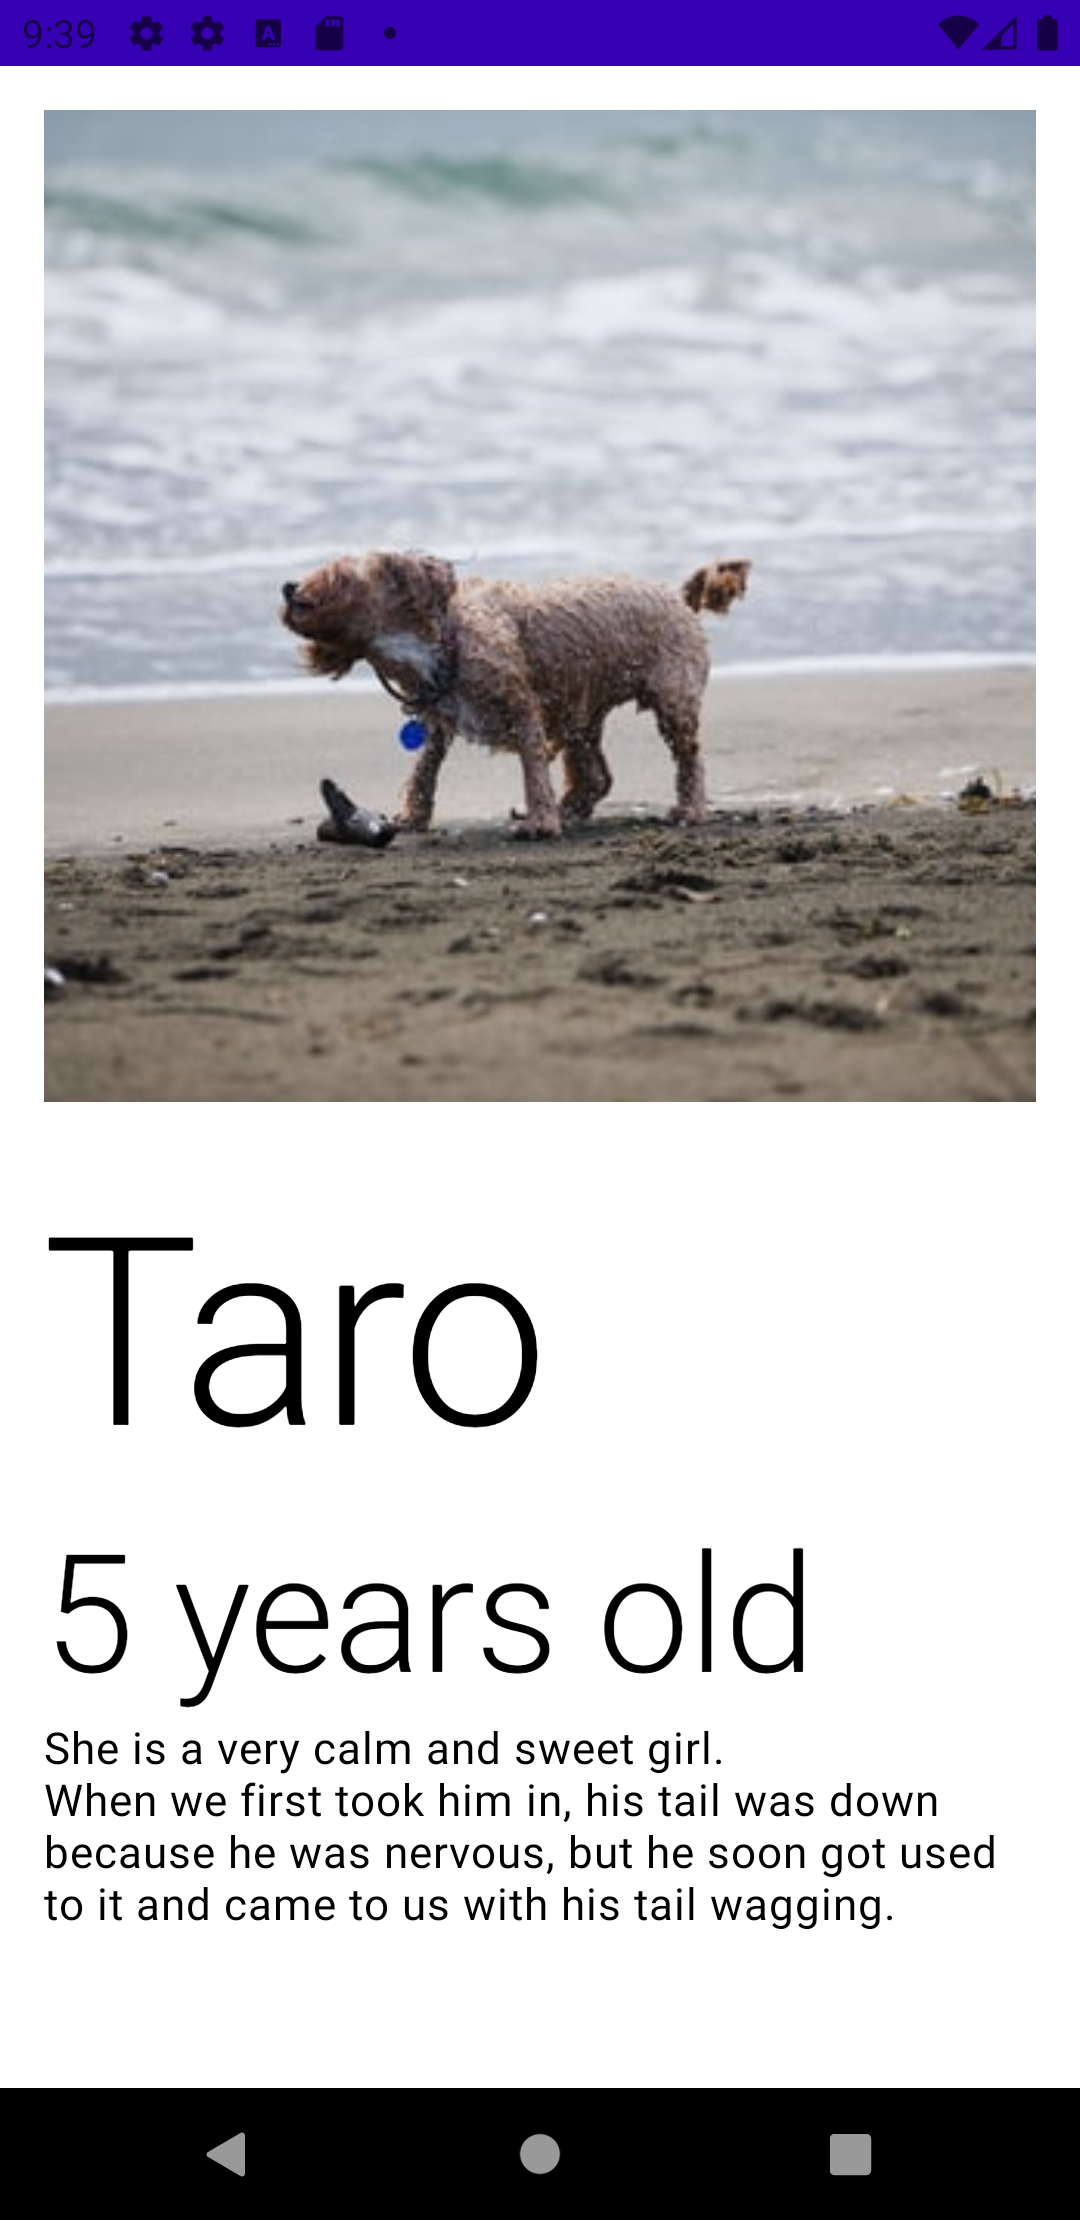 9:39
Taro
5 years old
She is a very calm and sweet girl.
When we first took him in, his tail was down
because he was nervous, but he soon got used
to it and came to us with his tail wagging.